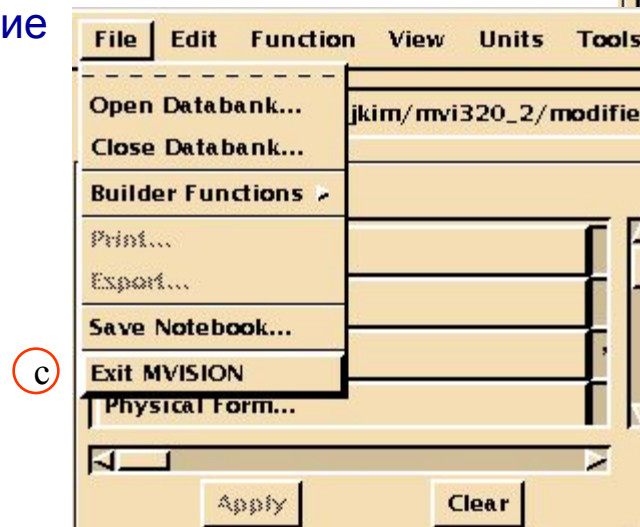 ие
File Edit Function View Units Tools
Open Databank... jkim/mvi320_2/modifie
Close Databank...
Builder Functions
Print...
Export...
Save Notebook...
c Exit MVISION
Physical Form...
Apply Clear